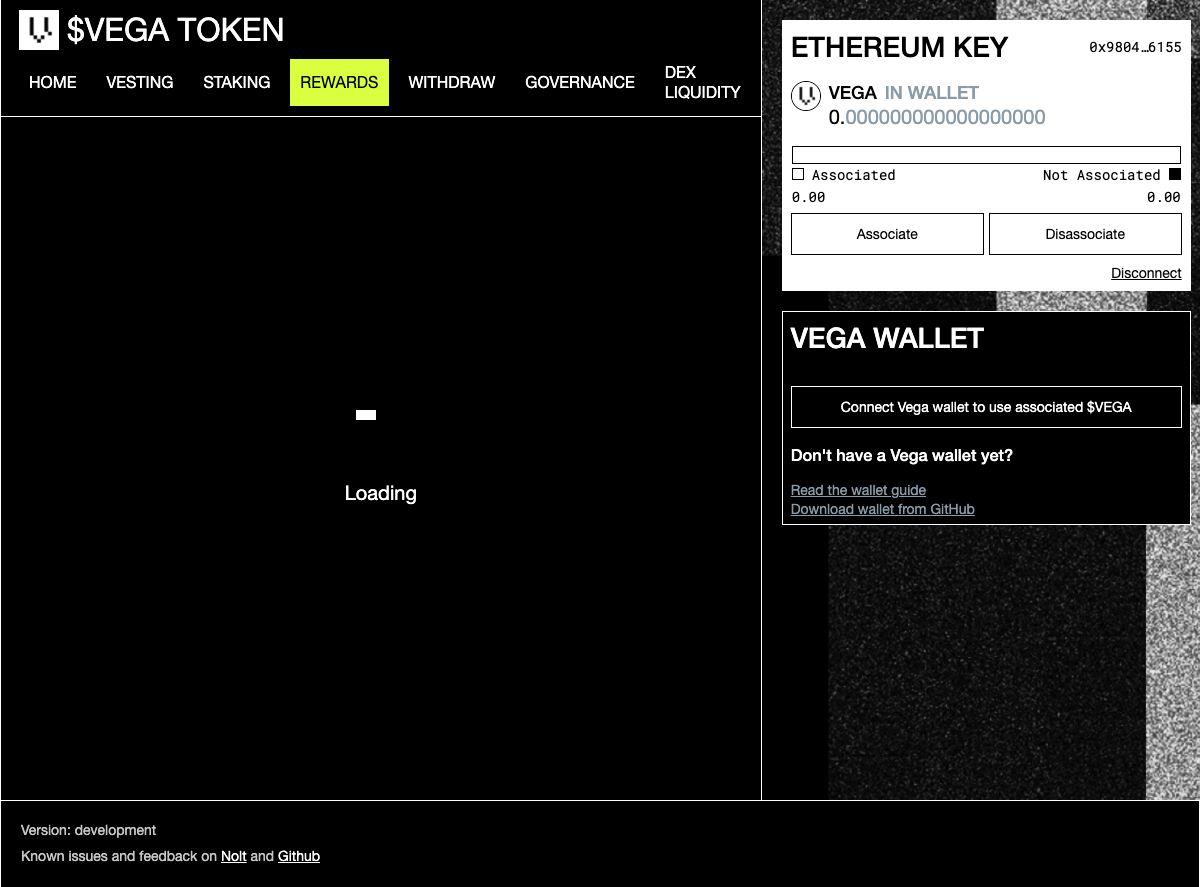 $VEGA TOKEN
HOME
VESTING
STAKING
REWARDS
WITHDRAW
GOVERNANCE
DEX
LIQUIDITY
Loading
ETHEREUM KEY
0x9804…6155
VEGA IN WALLET
0.000000000000000000
Associated
Not Associated
0.00
0.00
Associate
Disassociate
Disconnect
VEGA WALLET
Connect Vega wallet to use associated $VEGA
Don't have a Vega wallet yet?
Read the wallet guide
Download wallet from GitHub
Version: development
Known issues and feedback on Nolt and Github